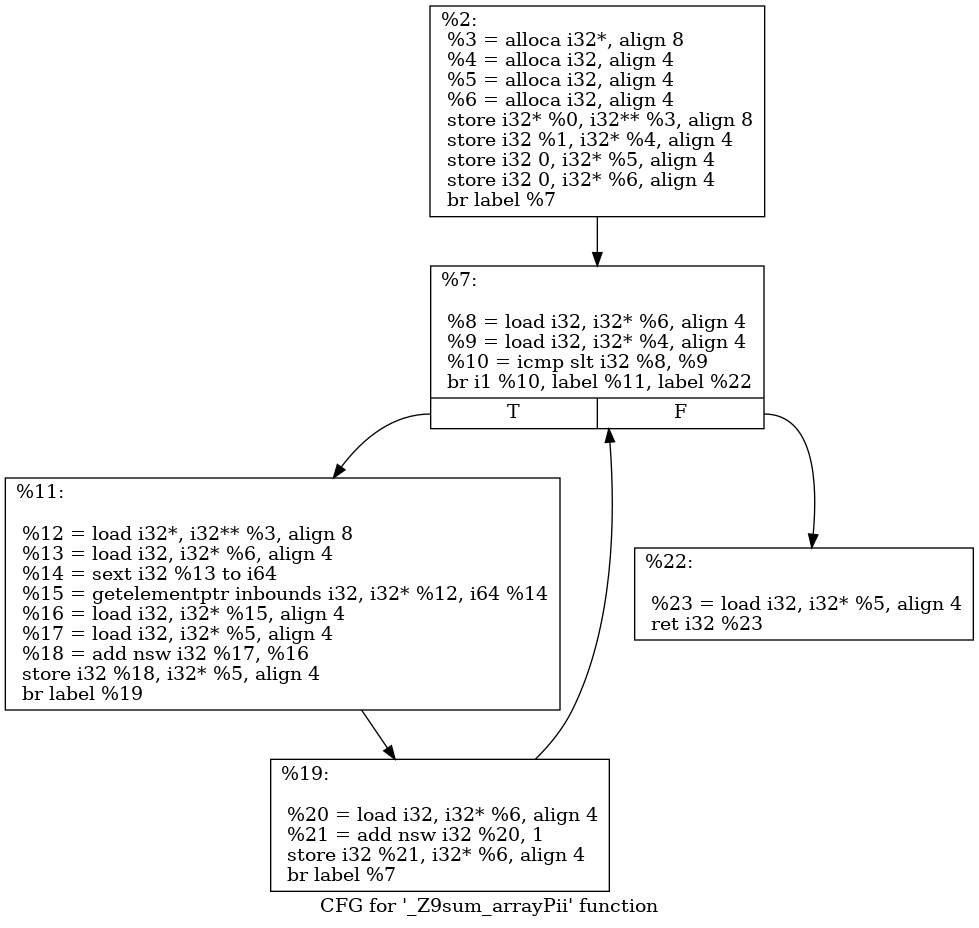 %2:
%3 = alloca i32*, align 8
%4 = alloca i32, align 4
%5 = alloca i32, align 4
%6 = alloca i32, align 4
store i32* %0, i32** %3, align 8
store i32 %1, i32* %4, align 4
store i32 0, i32* %5, align 4
store i32 0, i32* %6, align 4
br label %7
%7:
%8 = load i32, i32* %6, align 4
%9 = load i32, i32* %4, align 4
%10 = icmp slt i32 %8, %9
br i1 %10, label %11, label %22
T
F
%11:
%12 = load i32*, i32** %3, align 8
%13 = load i32, i32* %6, align 4
%14 = sext i32 %13 to i64
%15 = getelementptr inbounds i32, i32* %12, i64 %14
%16 = load i32, i32* %15, align 4
%17 = load i32, i32* %5, align 4
%18 = add nsw i32 %17, %16
store i32 %18, i32* %5, align 4
br label %19
%22:
%23 = load i32, i32* %5, align 4
ret i32 %23
%19:
%20 = load i32, i32* %6, align 4
%21 = add nsw i32 %20, 1
store i32 %21, i32* %6, align 4
br label %7
CFG for '_Z9sum_arrayPii' function